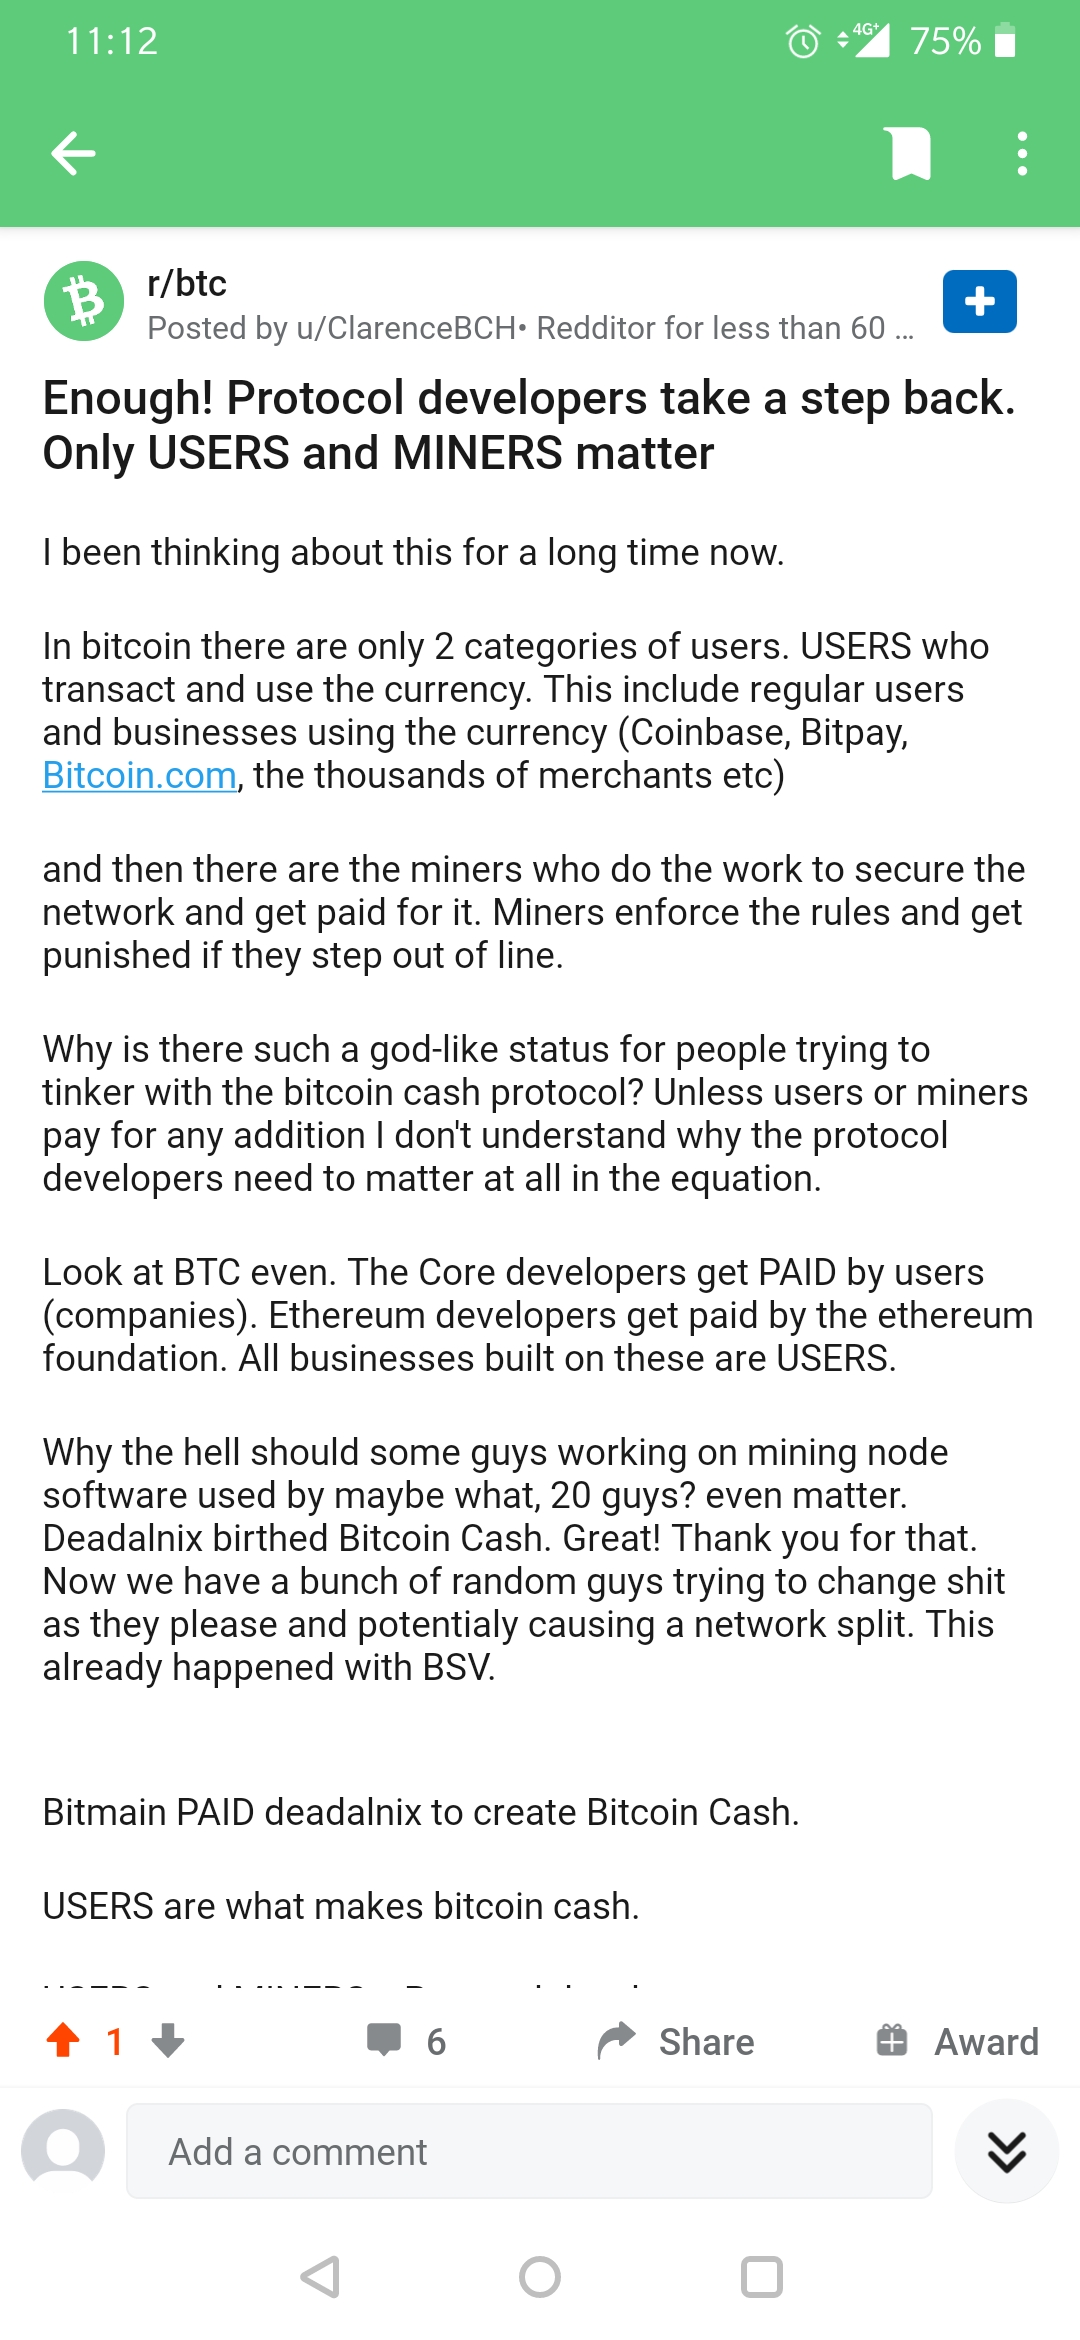 11:12
4G+ 75%
r/btc
Posted by u/ClarenceBCH• Redditor for less than 60 ...
Enough! Protocol developers take a step back.
Only USERS and MINERS matter
I been thinking about this for a long time now.
In bitcoin there are only 2 categories of users. USERS who
transact and use the currency. This include regular users
and businesses using the currency (Coinbase, Bitpay,
Bitcoin.com, the thousands of merchants etc)
and then there are the miners who do the work to secure the
network and get paid for it. Miners enforce the rules and get
punished if they step out of line.
Why is there such a god-like status for people trying to
tinker with the bitcoin cash protocol? Unless users or miners
pay for any addition I don't understand why the protocol
developers need to matter at all in the equation.
Look at BTC even. The Core developers get PAID by users
(companies). Ethereum developers get paid by the ethereum
foundation. All businesses built on these are USERS.
Why the hell should some guys working on mining node
software used by maybe what, 20 guys? even matter.
Deadalnix birthed Bitcoin Cash. Great! Thank you for that.
Now we have a bunch of random guys trying to change shit
as they please and potentialy causing a network split. This
already happened with BSV.
Bitmain PAID deadalnix to create Bitcoin Cash.
USERS are what makes bitcoin cash.
1 6 Share Award
Add a comment